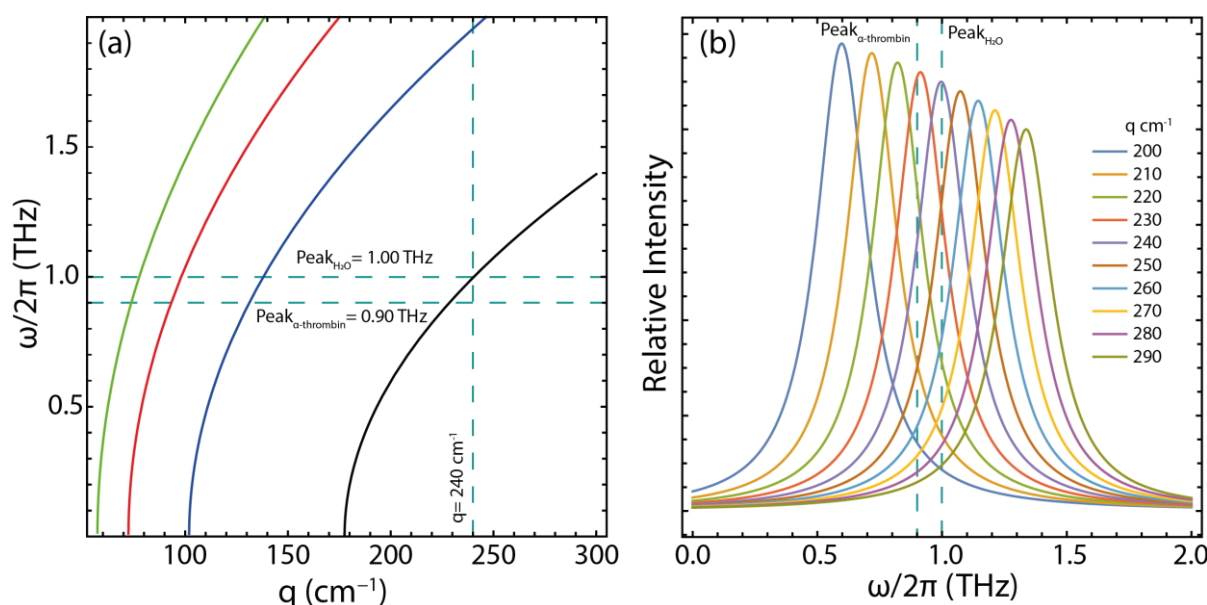 (a)
ω/2π (THz)
1.5
1.0
0.5
Peak_H₂O = 1.00 THz
Peak_α-thrombin = 0.90 THz
q= 240 cm⁻¹
100
150
200
250
300
q (cm⁻¹)
(b)
Peak_α-thrombin
Peak_H₂O
Relative Intensity
q cm⁻¹
200
210
220
230
240
250
260
270
280
290
0.0
0.5
1.0
1.5
2.0
ω/2π (THz)